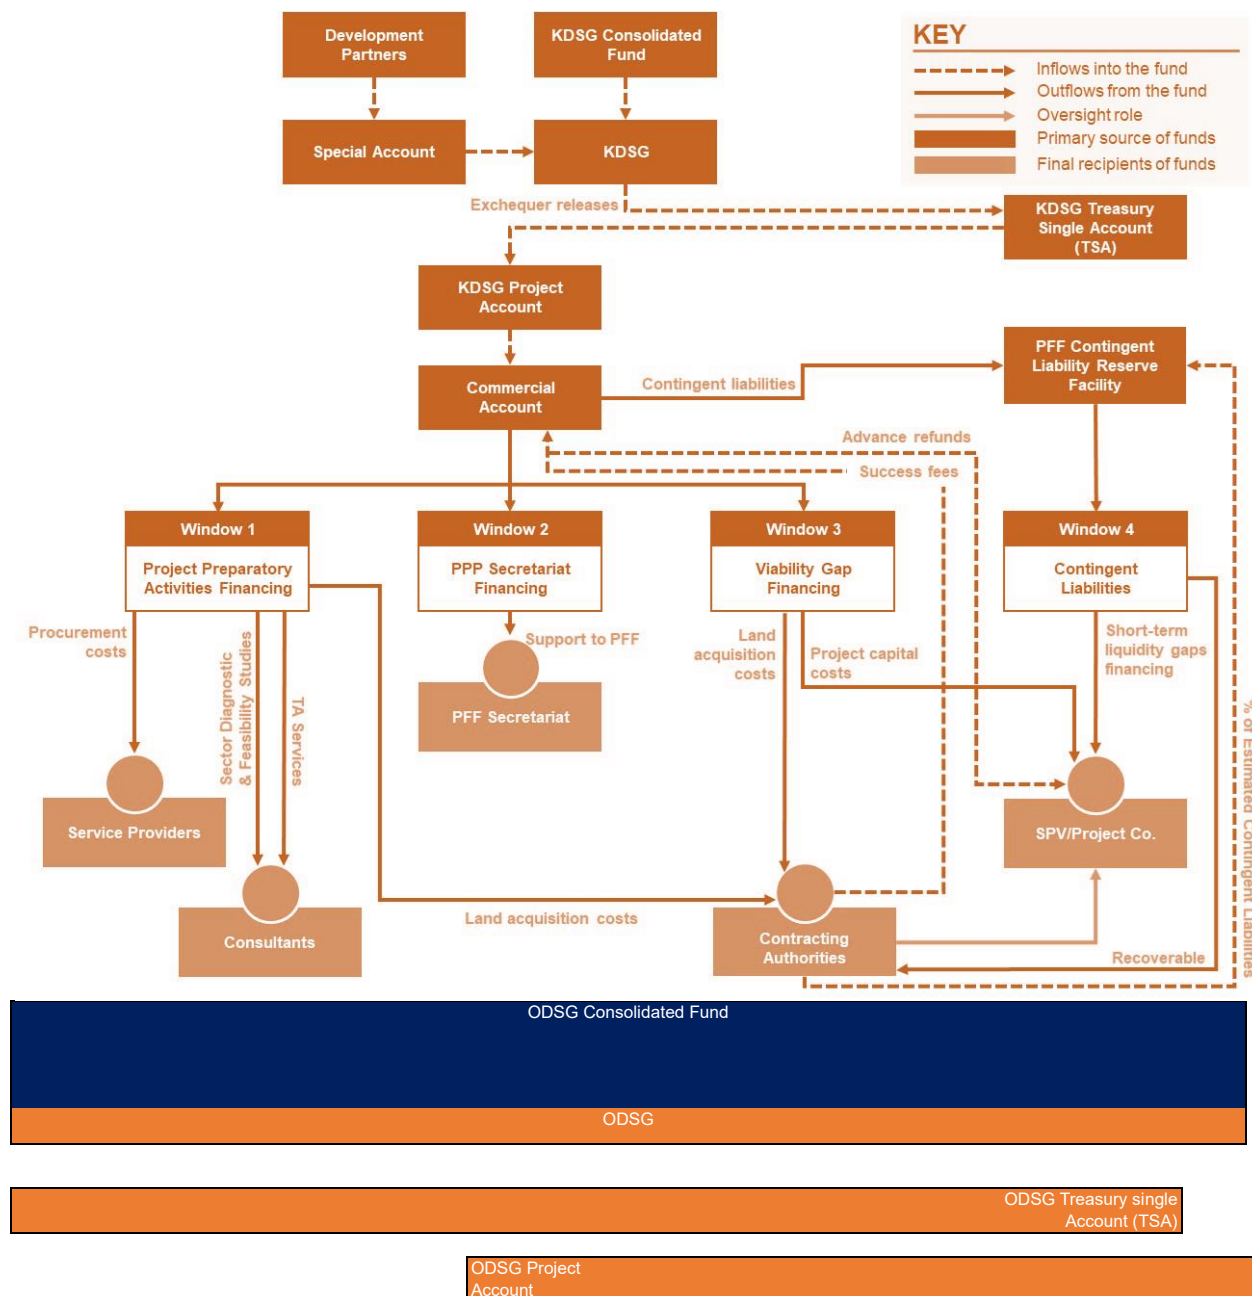 Development
Partners
KDSG Consolidated
Fund
KEY
Inflows into the fund
Outflows from the fund
Oversight role
Primary source of funds
Final recipients of funds
Special Account
KDSG
Exchequer releases
KDSG Treasury
Single Account
(TSA)
KDSG Project
Account
PFF Contingent
Liability Reserve
Facility
Commercial
Account
Contingent liabilities
Advance refunds
Success fees
Window 1
Project Preparatory
Activities Financing
Window 2
PPP Secretariat
Financing
Window 3
Viability Gap
Financing
Window 4
Contingent
Liabilities
Procurement
costs
Sector Diagnostic
& Feasibility Studies
TA Services
Support to PFF
Land
acquisition
costs
Project capital
costs
Short-term
liquidity gaps
financing
% of Estimated Contingent Liabilities
PFF Secretariat
Service Providers
SPV/Project Co.
Consultants
Land acquisition costs
Contracting
Authorities
Recoverable
ODSG Consolidated Fund
ODSG
ODSG Treasury single
Account (TSA)
ODSG Project
Account